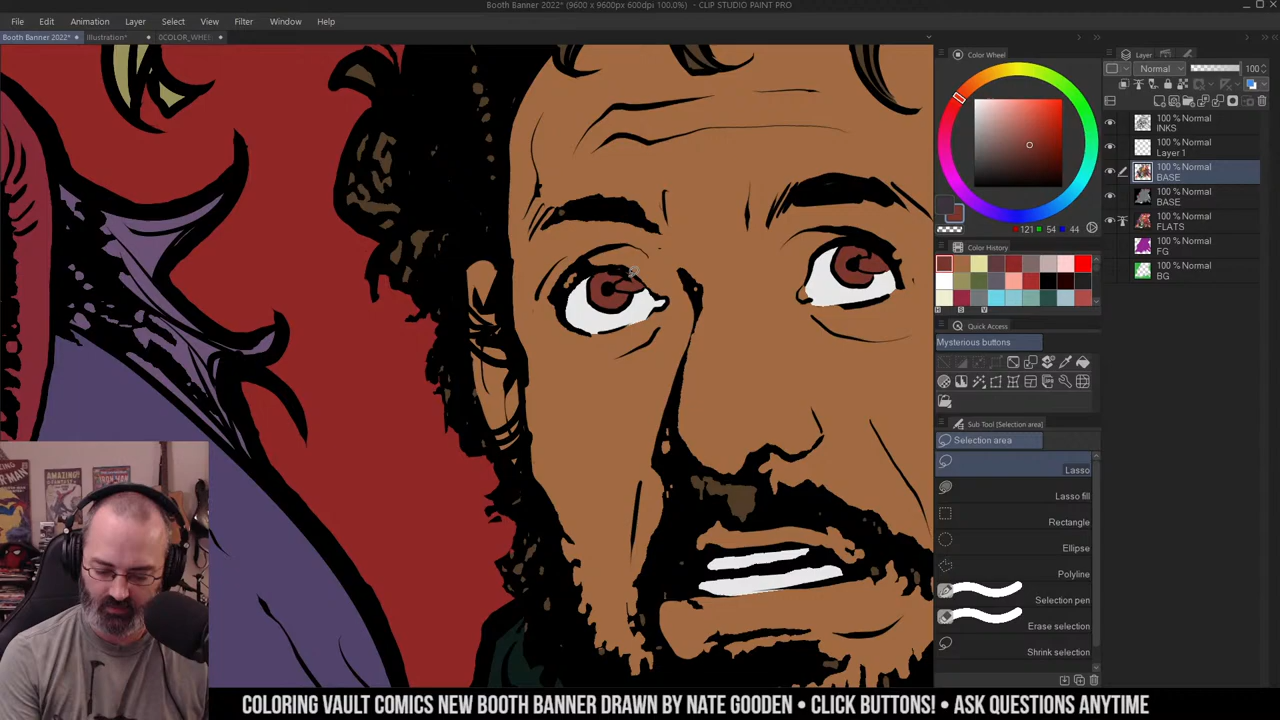 Booth Banner 2022* (9600 x 9600px 600dpi 100.0%) - CLIP STUDIO PAINT PRO
File Edit Animation Layer Select View Filter Window Help
Booth Banner 2022* Illustration* 0COLOR_WHE
Color Wheel
121 54 44
Color History
Quick Access
Mysterious buttons
Sub Tool [Selection area]
Selection area
Lasso
Lasso fill
Rectangle
Ellipse
Polyline
Selection pen
Erase selection
Shrink selection
Layer
Normal 100
100 % Normal
INKS
100 % Normal
Layer 1
100 % Normal
BASE
100 % Normal
BASE
100 % Normal
FLATS
100 % Normal
FG
100 % Normal
BG
COLORING VAULT COMICS NEW BOOTH BANNER DRAWN BY NATE GOODEN • CLICK BUTTONS! • ASK QUESTIONS ANYTIME